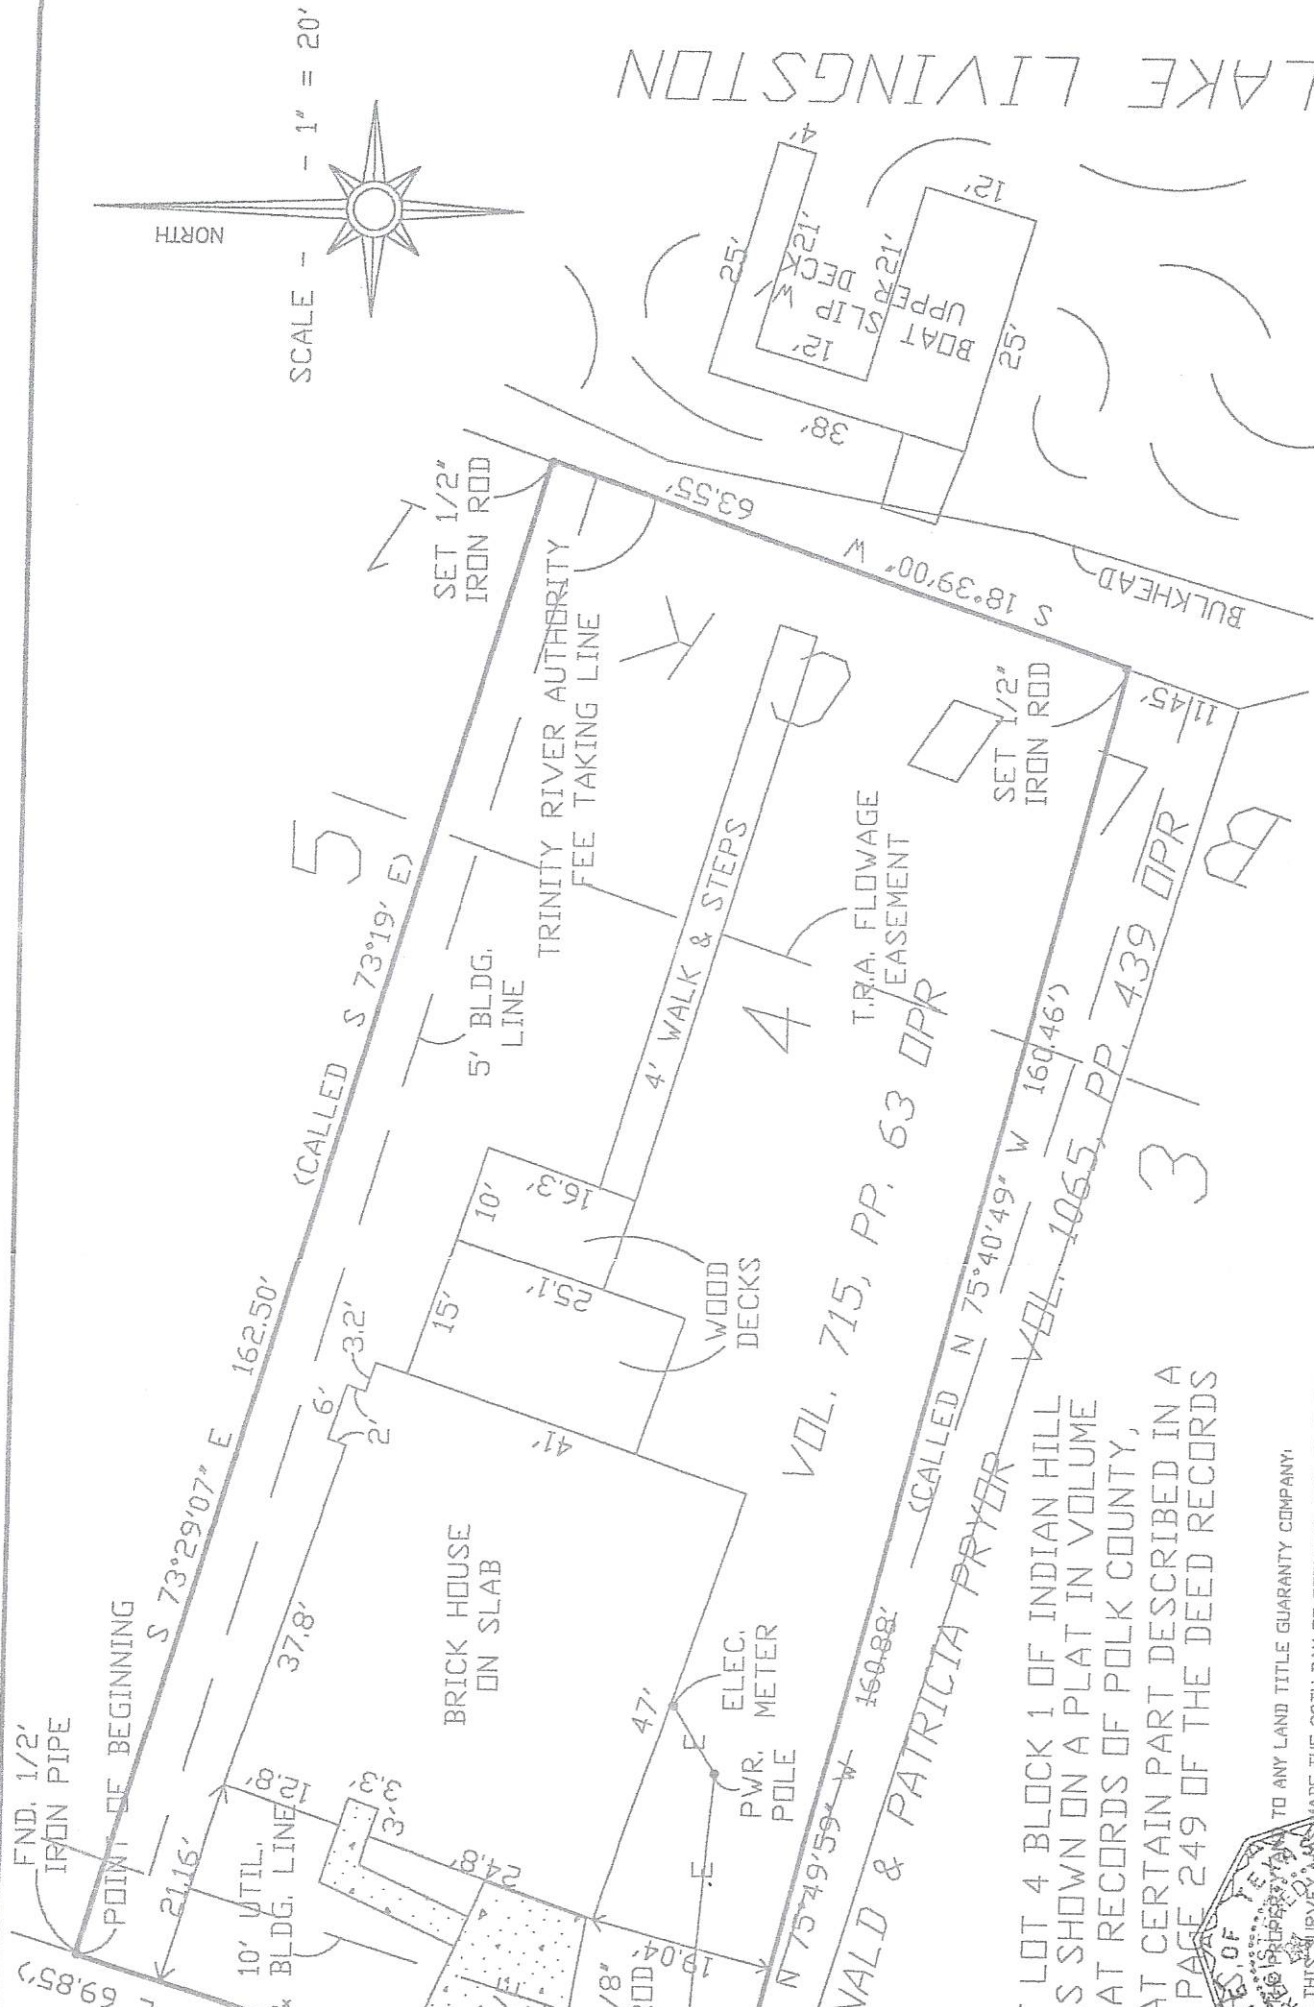 SCALE - - 1" = 20'
NORTH
LAKE LIVINGSTON
4'
25'
21'
BOAT SLIP W/
UPPER DECK
12'
21'
12'
25'
38'
SET 1/2"
IRON ROD
63.55'
S 18°39'00" W
BULKHEAD
TRINITY RIVER AUTHORITY
FEE TAKING LINE
SET 1/2"
IRON ROD
11.45'
5
(CALLED S 73°19' E)
S 73°29'07" E 162.50'
5' BLDG.
LINE
4' WALK & STEPS
4
T.R.A. FLOWAGE
EASEMENT
VOL. 715, PP. 63 OPR
10'
16.3'
15'
25.1'
WOOD
DECKS
3.2'
6'
2'
41'
37.8'
BRICK HOUSE
ON SLAB
47'
ELEC.
METER
PWR.
POLE
E
E
FND. 1/2'
IRON PIPE
POINT OF BEGINNING
69.85')
21.16'
10' UTIL.
BLDG. LINE
12.8'
3.3'
3'
24.8'
19.04'
/8"
ROD
(CALLED N 75°40'49" W 160.46')
N 75°49'59" W 160.88'
VALD & PATRICIA PRYOR VOL. 1065, PP. 439 OPR
3
B
LOT 4 BLOCK 1 OF INDIAN HILL
S SHOWN ON A PLAT IN VOLUME
AT RECORDS OF POLK COUNTY,
AT CERTAIN PART DESCRIBED IN A
PAGE 249 OF THE DEED RECORDS
TO ANY LAND TITLE GUARANTY COMPANY: